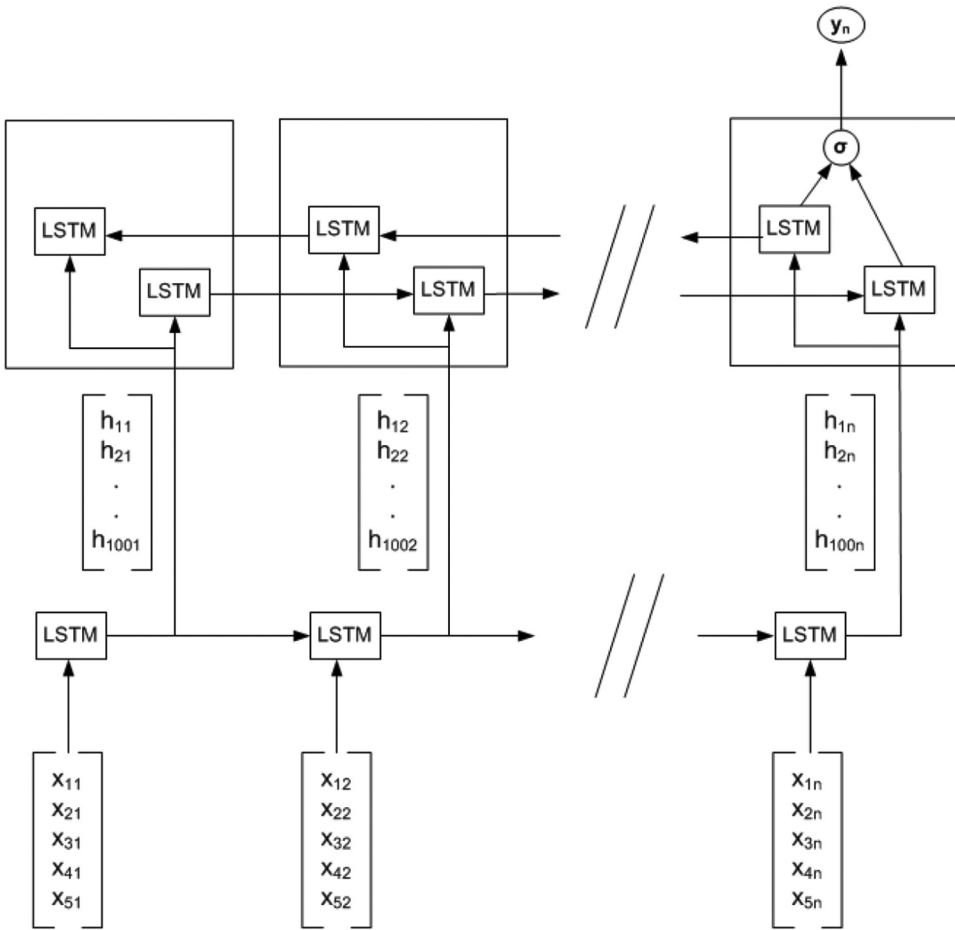 yₙ
σ
LSTM LSTM LSTM
LSTM LSTM LSTM
h₁₁ h₁₂ h₁ₙ
h₂₁ h₂₂ h₂ₙ
. . .
. . .
h₁₀₀₁ h₁₀₀₂ h₁₀₀ₙ
LSTM LSTM LSTM
x₁₁ x₁₂ x₁ₙ
x₂₁ x₂₂ x₂ₙ
x₃₁ x₃₂ x₃ₙ
x₄₁ x₄₂ x₄ₙ
x₅₁ x₅₂ x₅ₙ